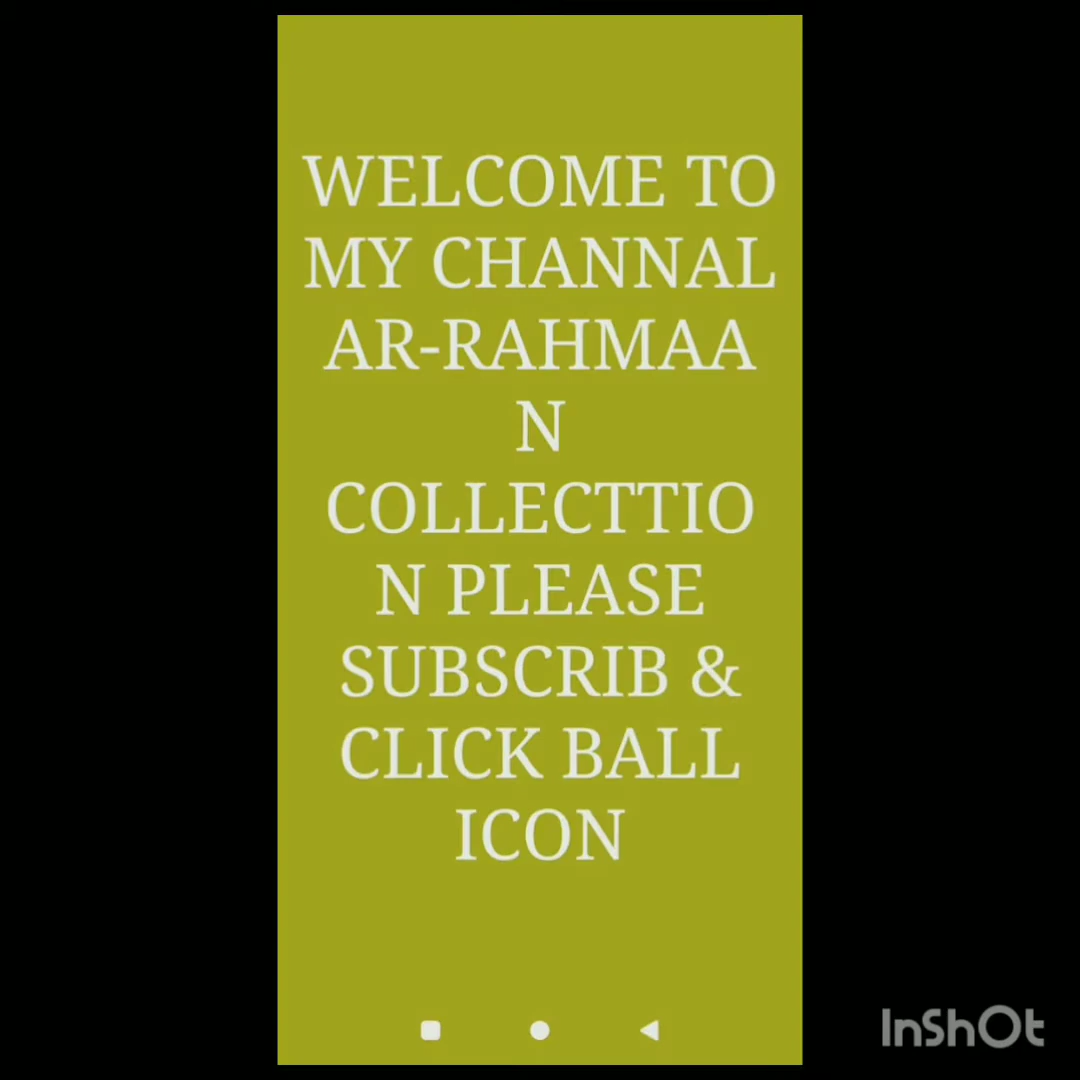 WELCOME TO
MY CHANNAL
AR-RAHMAA
N
COLLECTTIO
N PLEASE
SUBSCRIB &
CLICK BALL
ICON
InShOt